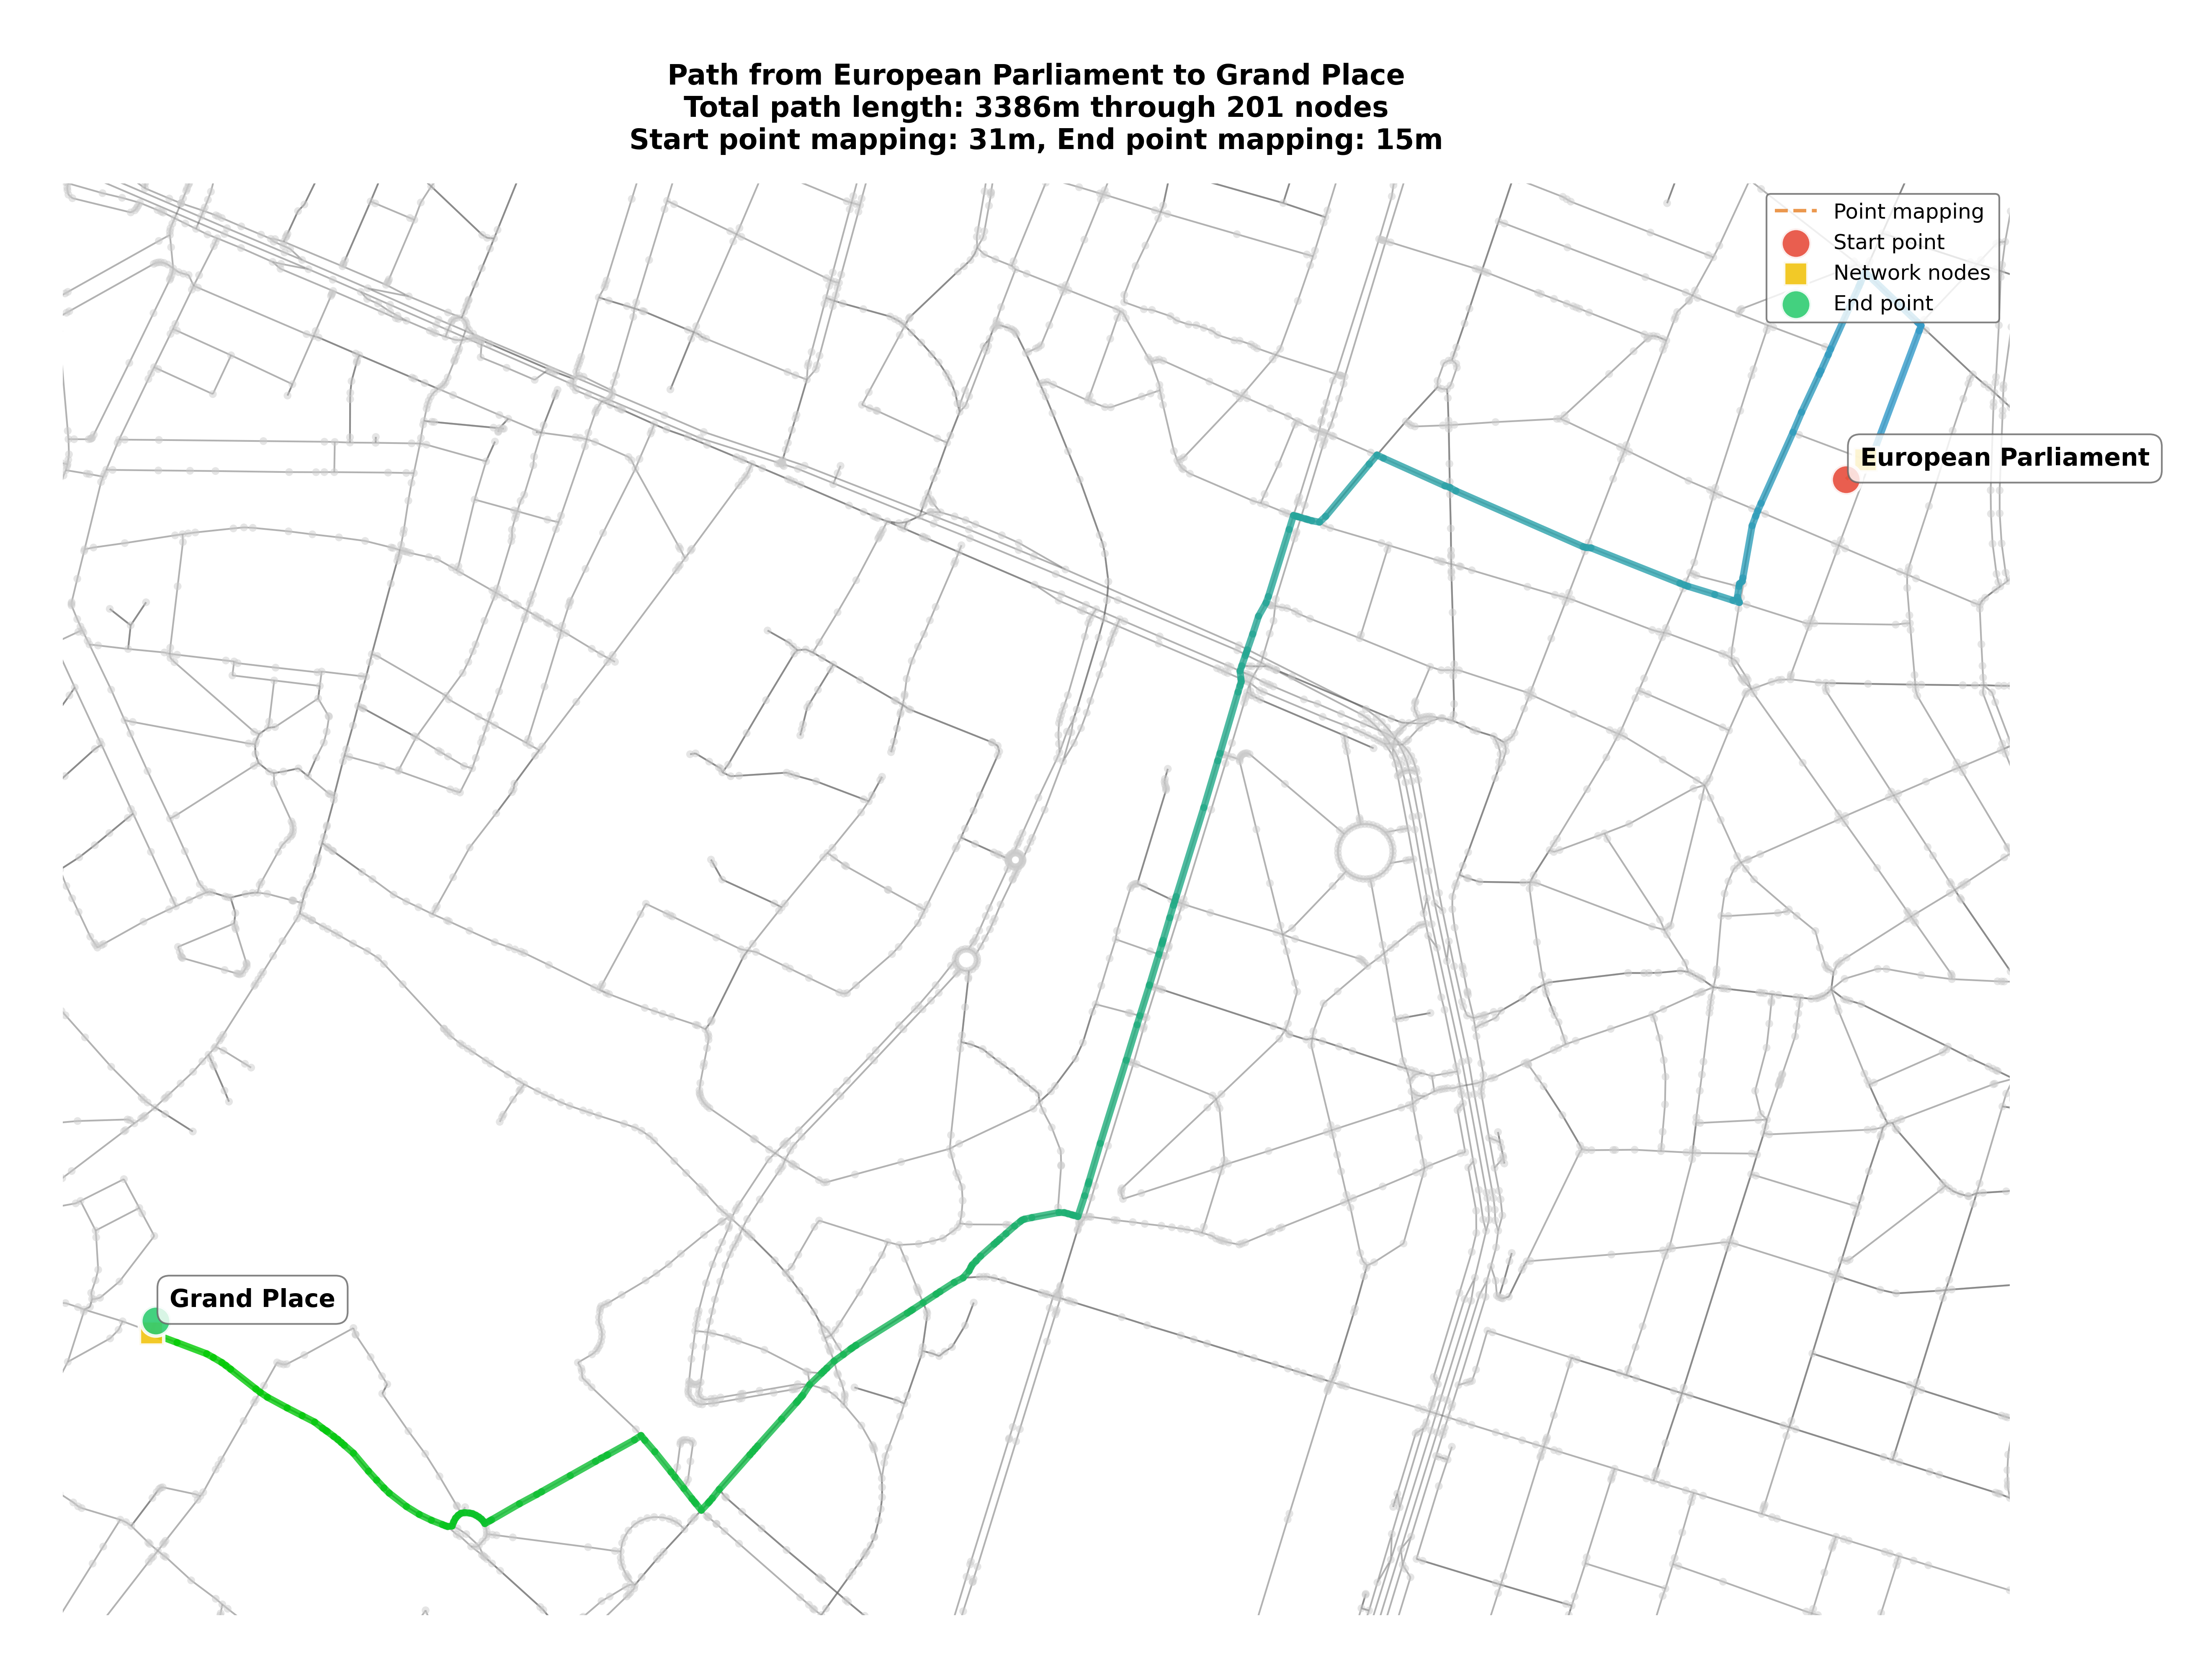 Path from European Parliament to Grand Place
Total path length: 3386m through 201 nodes
Start point mapping: 31m, End point mapping: 15m
Point mapping
Start point
Network nodes
End point
European Parliament
Grand Place